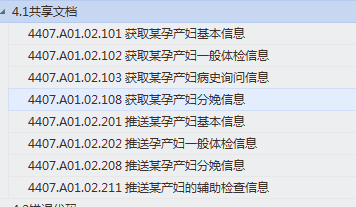 4.1共享文档
4407.A01.02.101 获取某孕产妇基本信息
4407.A01.02.102 获取某孕产妇一般体检信息
4407.A01.02.103 获取某孕产妇病史询问信息
4407.A01.02.108 获取某孕产妇分娩信息
4407.A01.02.201 推送某孕产妇基本信息
4407.A01.02.202 推送孕产妇一般体检信息
4407.A01.02.208 推送某孕产妇分娩信息
4407.A01.02.211 推送某产妇的辅助检查信息